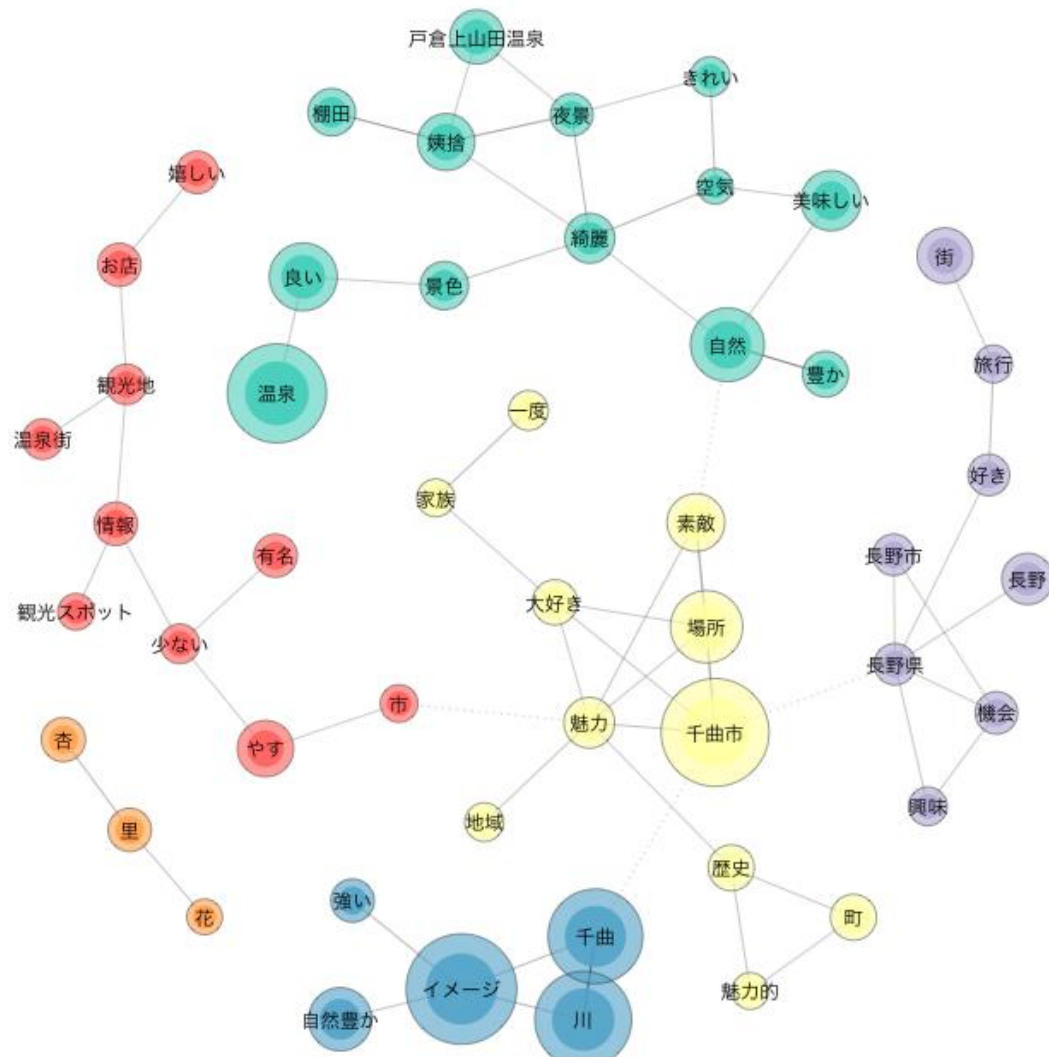 戸倉上山田温泉
きれい
棚田
夜景
姨捨
嬉しい
空気
美味しい
お店
綺麗
街
良い
景色
自然
旅行
観光地
豊か
温泉
一度
温泉街
好き
家族
情報
素敵
有名
長野市
長野
観光スポット
大好き
場所
少ない
長野県
市
魅力
千曲市
機会
杏
やす
興味
里
地域
歴史
強い
花
町
千曲
イメージ
魅力的
自然豊か
川